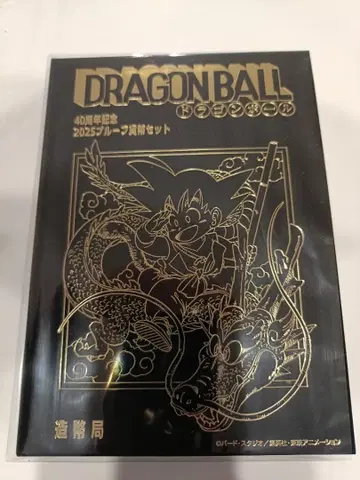 DRAGON BALL
ドラゴンボール
40周年記念
2025プルーフ貨幣セット
造幣局
©バード・スタジオ/集英社・東映アニメーション